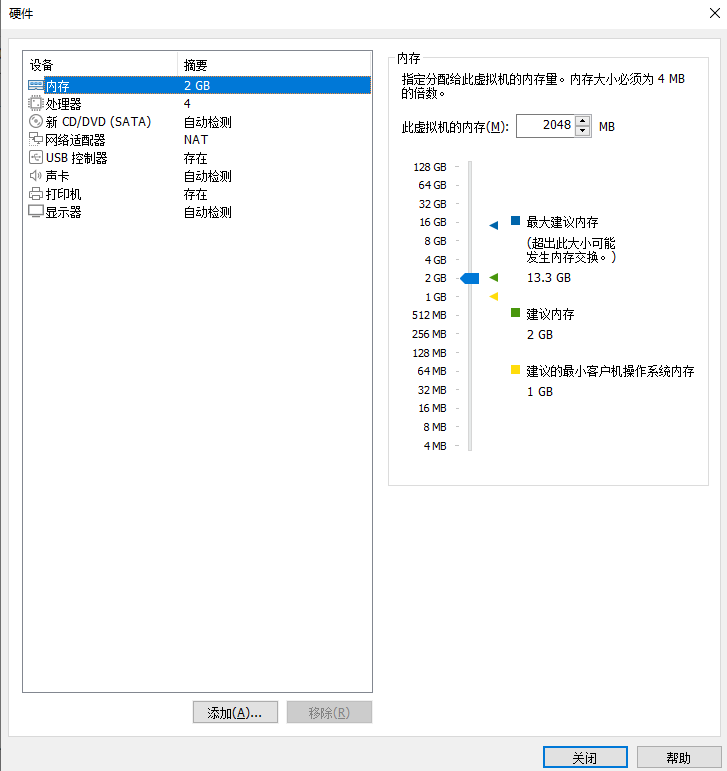 硬件
设备 摘要
内存 2 GB
处理器 4
新 CD/DVD (SATA) 自动检测
网络适配器 NAT
USB 控制器 存在
声卡 自动检测
打印机 存在
显示器 自动检测
添加(A)...
移除(R)
内存
指定分配给此虚拟机的内存量。内存大小必须为 4 MB
的倍数。
此虚拟机的内存(M): 2048 MB
128 GB
64 GB
32 GB
16 GB
8 GB
4 GB
2 GB
1 GB
512 MB
256 MB
128 MB
64 MB
32 MB
16 MB
8 MB
4 MB
最大建议内存
(超出此大小可能
发生内存交换。)
13.3 GB
建议内存
2 GB
建议的最小客户机操作系统内存
1 GB
关闭
帮助